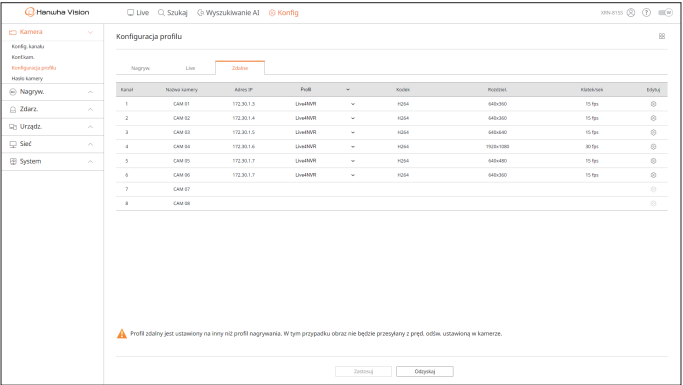 Hanwha Vision
Live Szukaj Wyszukiwanie AI Konfig
XRN-815S
Kamera
Konfig. kanału
Konfkam.
Konfiguracja profilu
Hasło kamery
Nagryw.
Zdarz.
Urządz.
Sieć
System
Konfiguracja profilu
Nagryw. Live Zdalne
Kanał Nazwa kamery Adres IP Profil Kodek Rozdziel. Klatek/sek Edytuj
1 CAM 01 172.30.1.3 Live4NVR H264 640x360 15 fps
2 CAM 02 172.30.1.4 Live4NVR H264 640x360 15 fps
3 CAM 03 172.30.1.5 Live4NVR H264 640x640 15 fps
4 CAM 04 172.30.1.6 Live4NVR H264 1920x1080 30 fps
5 CAM 05 172.30.1.7 Live4NVR H264 640x480 15 fps
6 CAM 06 172.30.1.7 Live4NVR H264 640x360 15 fps
7 CAM 07
8 CAM 08
Profil zdalny jest ustawiony na inny niż profil nagrywania. W tym przypadku obraz nie będzie przesyłany z pręd. odśw. ustawioną w kamerze.
Zastosuj Odzyskaj